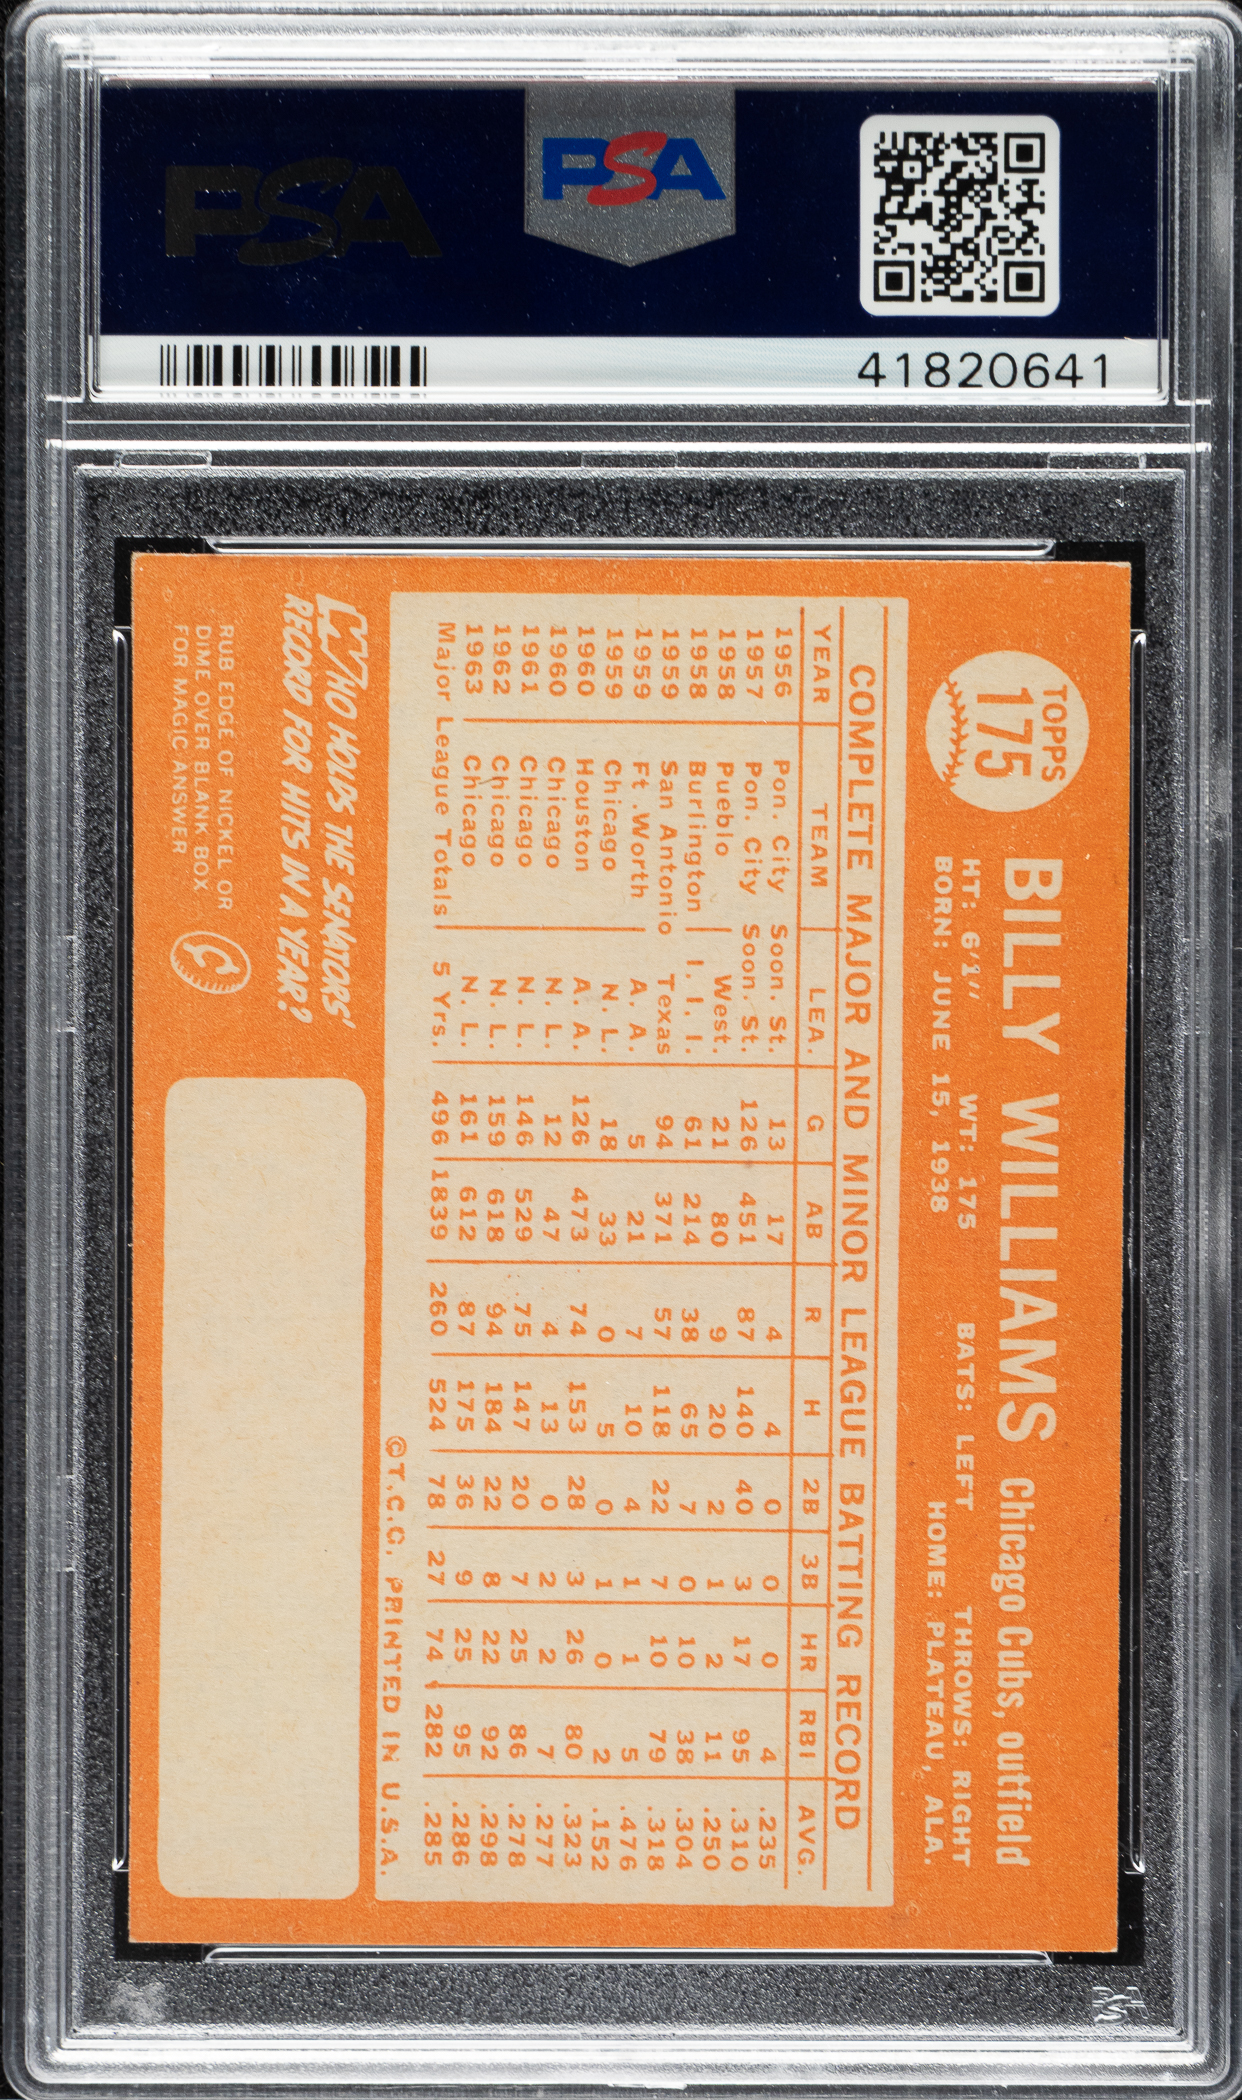 PSA
PSA
41820641
TOPPS
175
BILLY WILLIAMS Chicago Cubs, outfield
HT: 6'1" WT: 175 BATS: LEFT THROWS: RIGHT
BORN: JUNE 15, 1938 HOME: PLATEAU, ALA.
COMPLETE MAJOR AND MINOR LEAGUE BATTING RECORD
YEAR TEAM LEA. G AB R H 2B 3B HR RBI AVG.
1956 Pon. City Soon. St. 13 17 4 4 0 0 0 4 .235
1957 Pon. City Soon. St. 126 451 87 140 40 3 17 95 .310
1958 Pueblo West. 21 80 9 20 2 1 2 11 .250
1958 Burlington I. I. I. 61 214 38 65 7 0 10 38 .304
1959 San Antonio Texas 94 371 57 118 22 7 10 79 .318
1959 Ft. Worth A. A. 5 21 7 10 4 1 1 5 .476
1959 Chicago N. L. 18 33 0 5 0 1 0 2 .152
1960 Houston A. A. 126 473 74 153 28 3 26 80 .323
1960 Chicago N. L. 12 47 4 13 0 2 2 7 .277
1961 Chicago N. L. 146 529 75 147 20 7 25 86 .278
1962 Chicago N. L. 159 618 94 184 22 8 22 92 .298
1963 Chicago N. L. 161 612 87 175 36 9 25 95 .286
Major League Totals 5 Yrs. 496 1839 260 524 78 27 74 282 .285
©T.C.G. PRINTED IN U.S.A.
WHO HOLDS THE SENATORS'
RECORD FOR HITS IN A YEAR?
RUB EDGE OF NICKEL OR
DIME OVER BLANK BOX
FOR MAGIC ANSWER
PSA